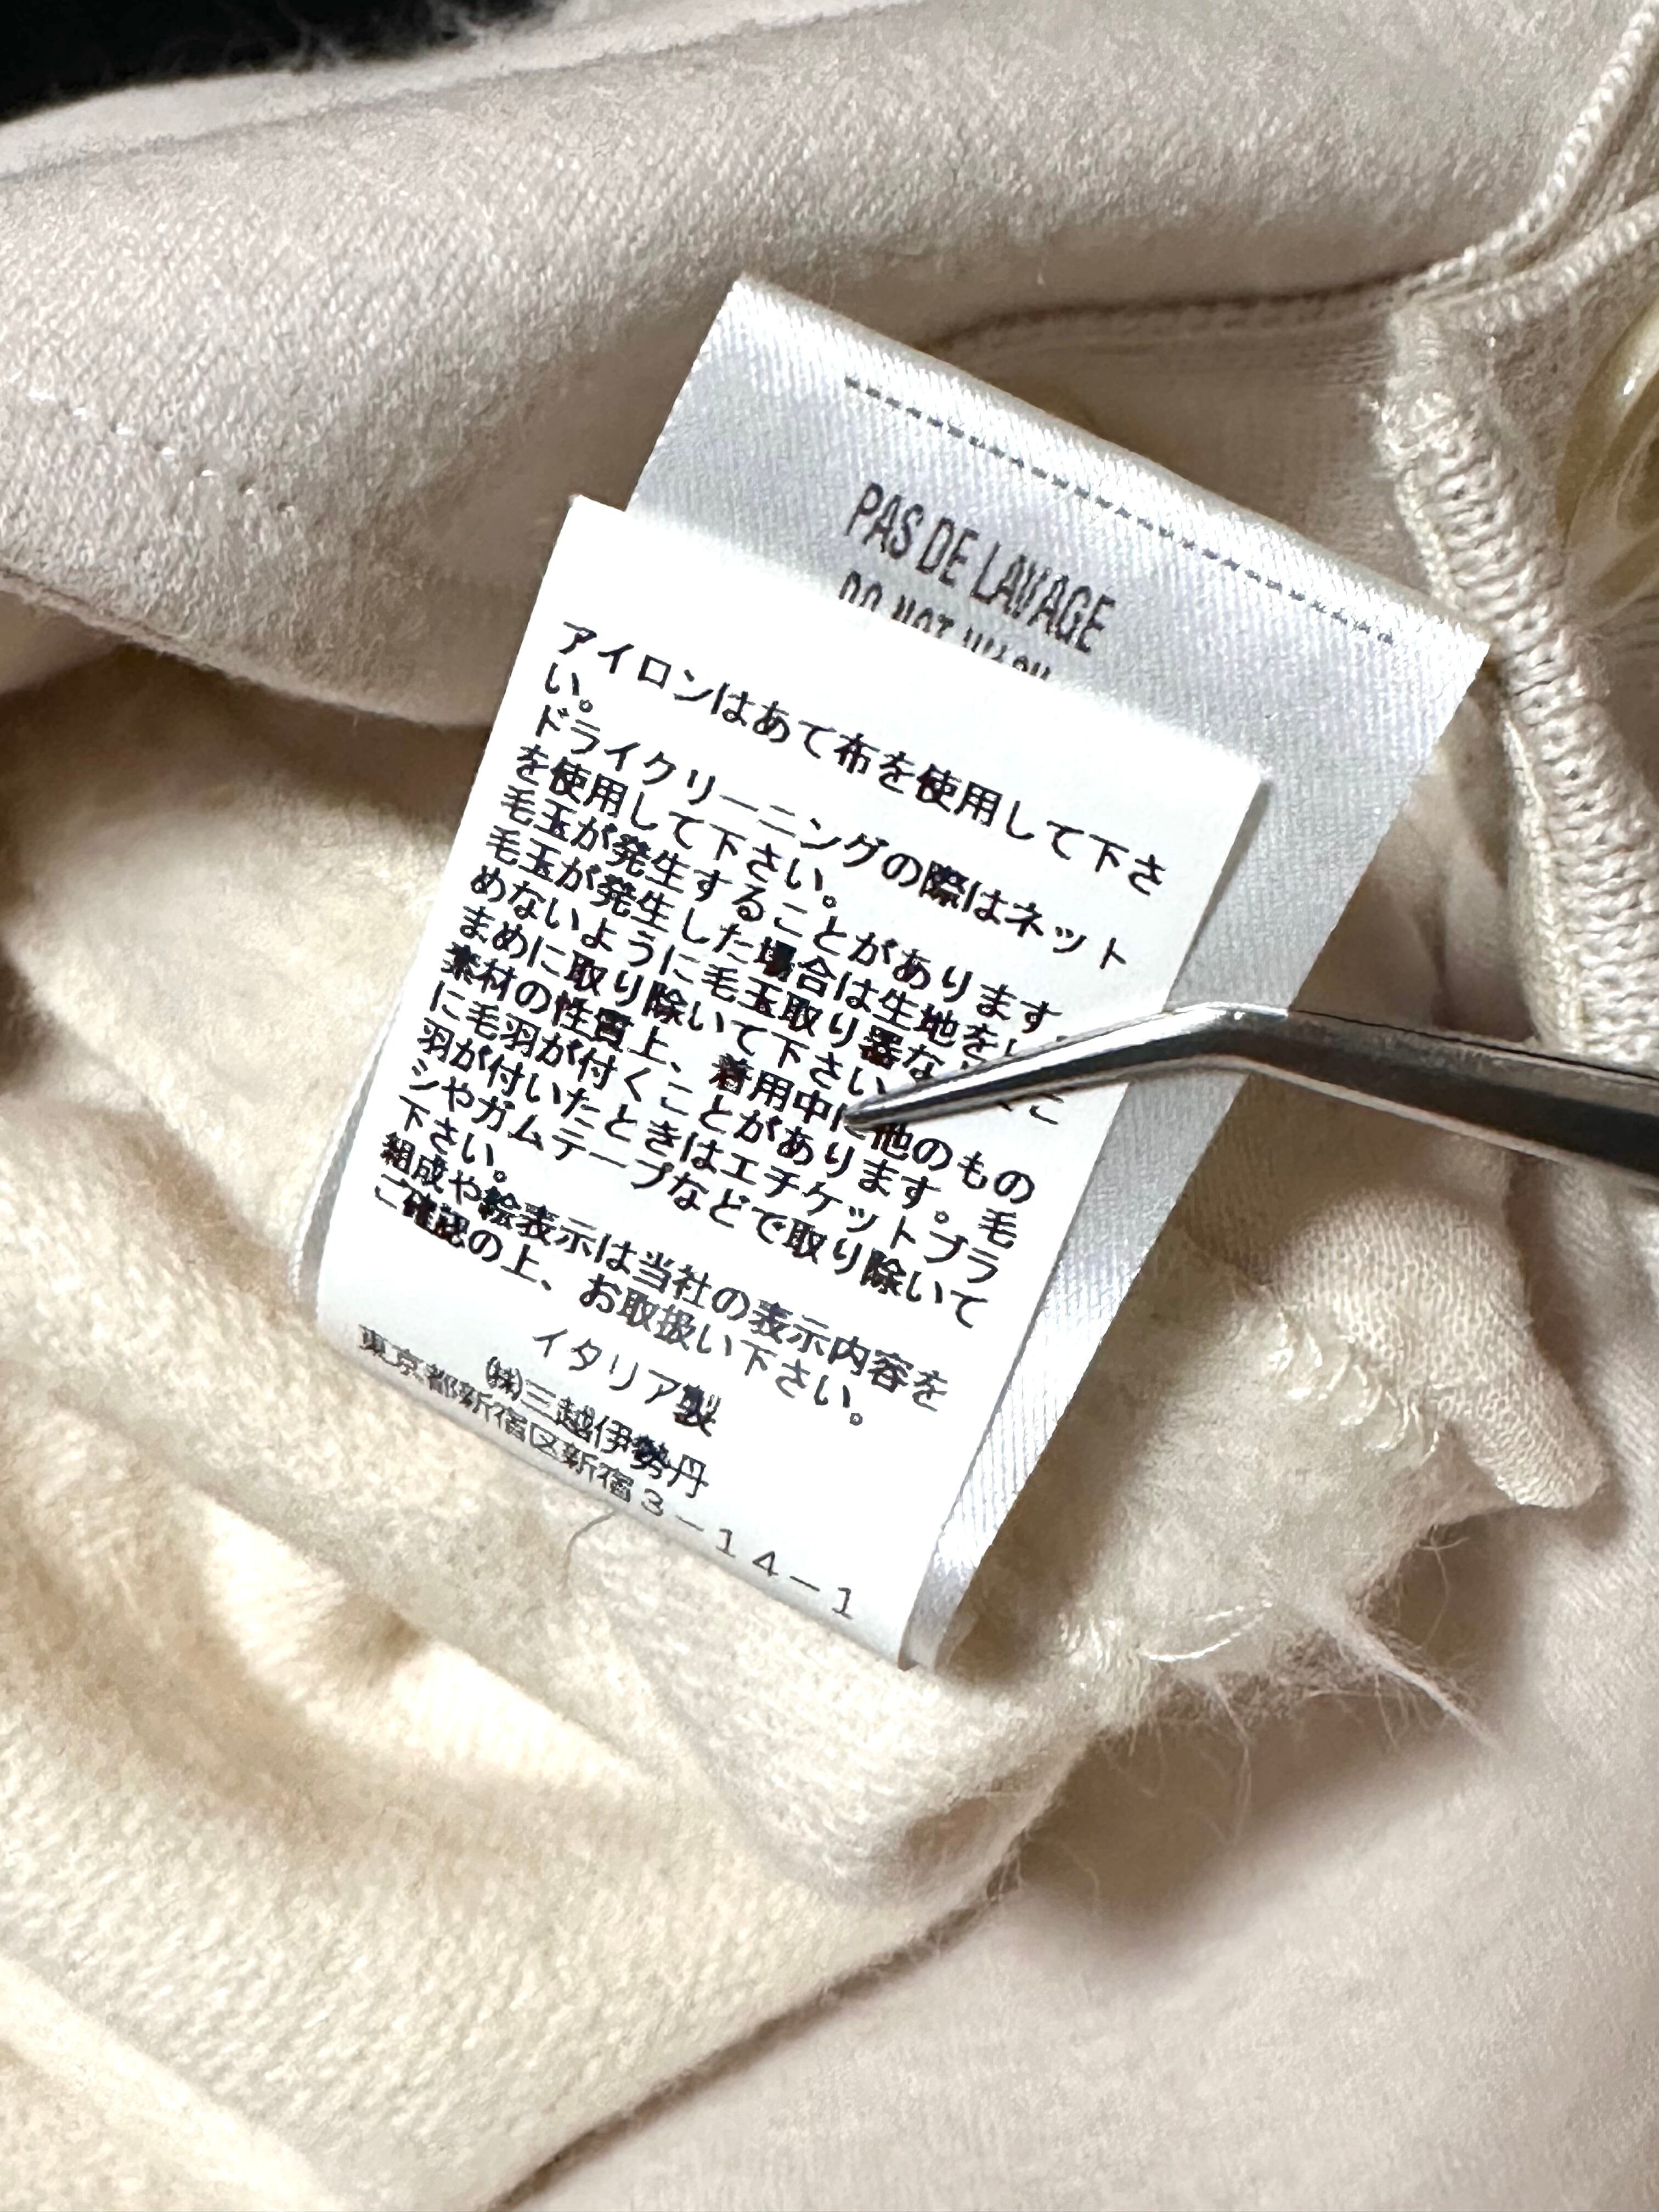 PAS DE LAVAGE
DO NOT
アイロンはあて布を使用して下さ
い。
ドライクリーニングの際はネット
を使用して下さい。
毛玉が発生することがあります。
毛玉が発生した場合は生地を
めないように毛玉取り器な
まめに取り除いて下さい
素材の性質上、着用中に他のもの
に毛羽が付くことがあります。毛
羽が付いたときはエチケットブラ
シやガムテープなどで取り除いて
下さい。
組成や絵表示は当社の表示内容を
ご確認の上、お取扱い下さい。
イタリア製
㈱三越伊勢丹
東京都新宿区新宿3-14-1